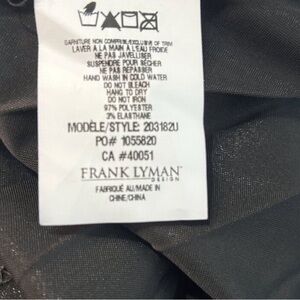 GARNITURE NON COMPRISE/EXCLUSIVE OF TRIM
LAVER A LA MAIN A L'EAU FROIDE
NE PAS JAVELLISER
SUSPENDRE POUR SÉCHER
NE PAS REPASSER
HAND WASH IN COLD WATER
DO NOT BLEACH
HANG TO DRY
DO NOT IRON
97% POLYESTER
3% ELASTHANE
MODÈLE/STYLE: 203182U
PO# 1055820
CA #40051
FRANK LYMAN
DESIGN
FABRIQUÉ AU/MADE IN
CHINE/CHINA